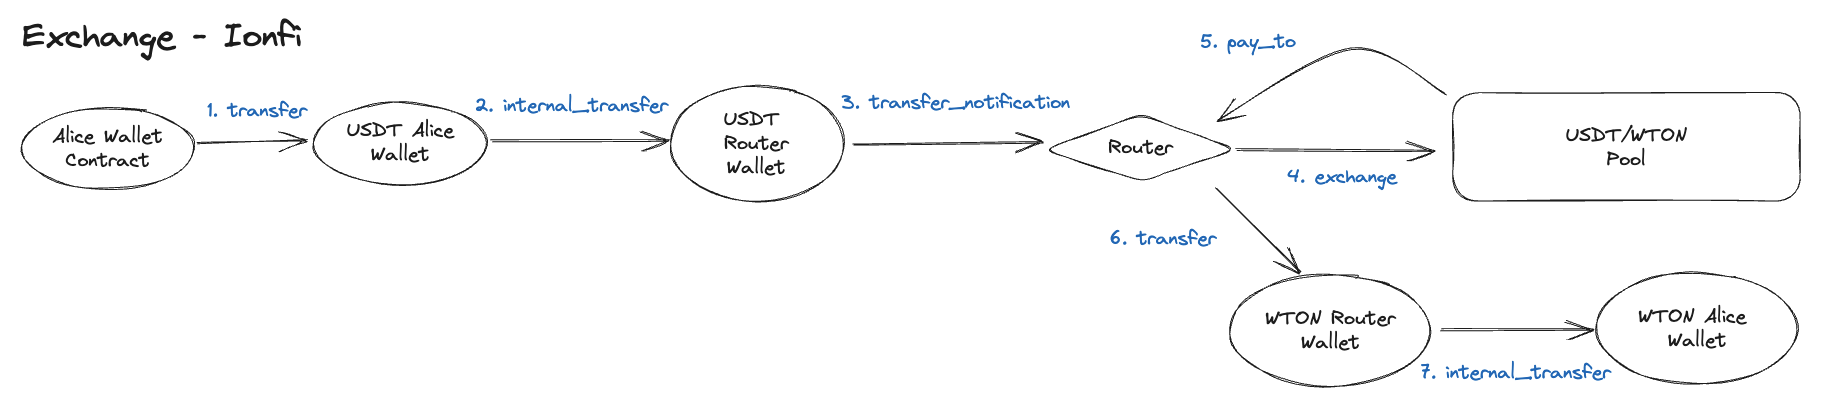 Exchange - Ionfi
1. transfer
2. internal_transfer
3. transfer_notification
5. pay_to
Alice Wallet
Contract
USDT Alice
Wallet
USDT
Router
Wallet
Router
4. exchange
USDT/WTON
Pool
6. transfer
WTON Router
Wallet
7. internal_transfer
WTON Alice
Wallet